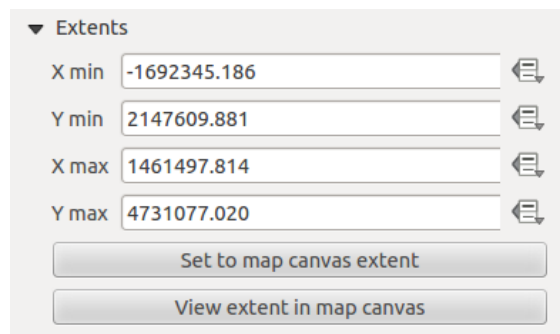 Extents
X min -1692345.186
Y min 2147609.881
X max 1461497.814
Y max 4731077.020
Set to map canvas extent
View extent in map canvas